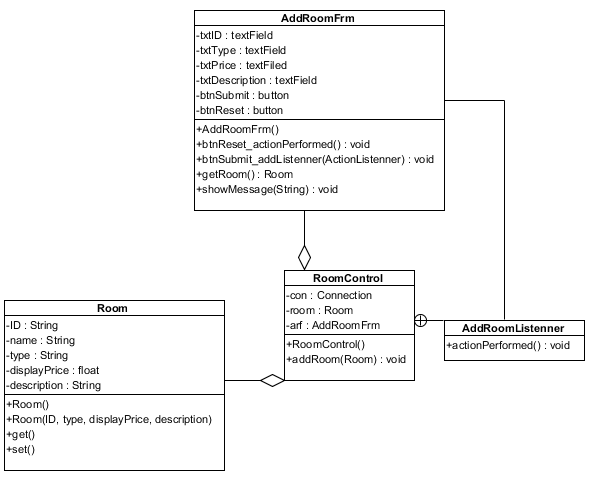 AddRoomFrm
-txtID : textField
-txtType : textField
-txtPrice : textFiled
-txtDescription : textField
-btnSubmit : button
-btnReset : button
+AddRoomFrm()
+btnReset_actionPerformed() : void
+btnSubmit_addListenner(ActionListenner) : void
+getRoom() : Room
+showMessage(String) : void
RoomControl
-con : Connection
-room : Room
-arf : AddRoomFrm
+RoomControl()
+addRoom(Room) : void
Room
-ID : String
-name : String
-type : String
-displayPrice : float
-description : String
+Room()
+Room(ID, type, displayPrice, description)
+get()
+set()
AddRoomListenner
+actionPerformed() : void